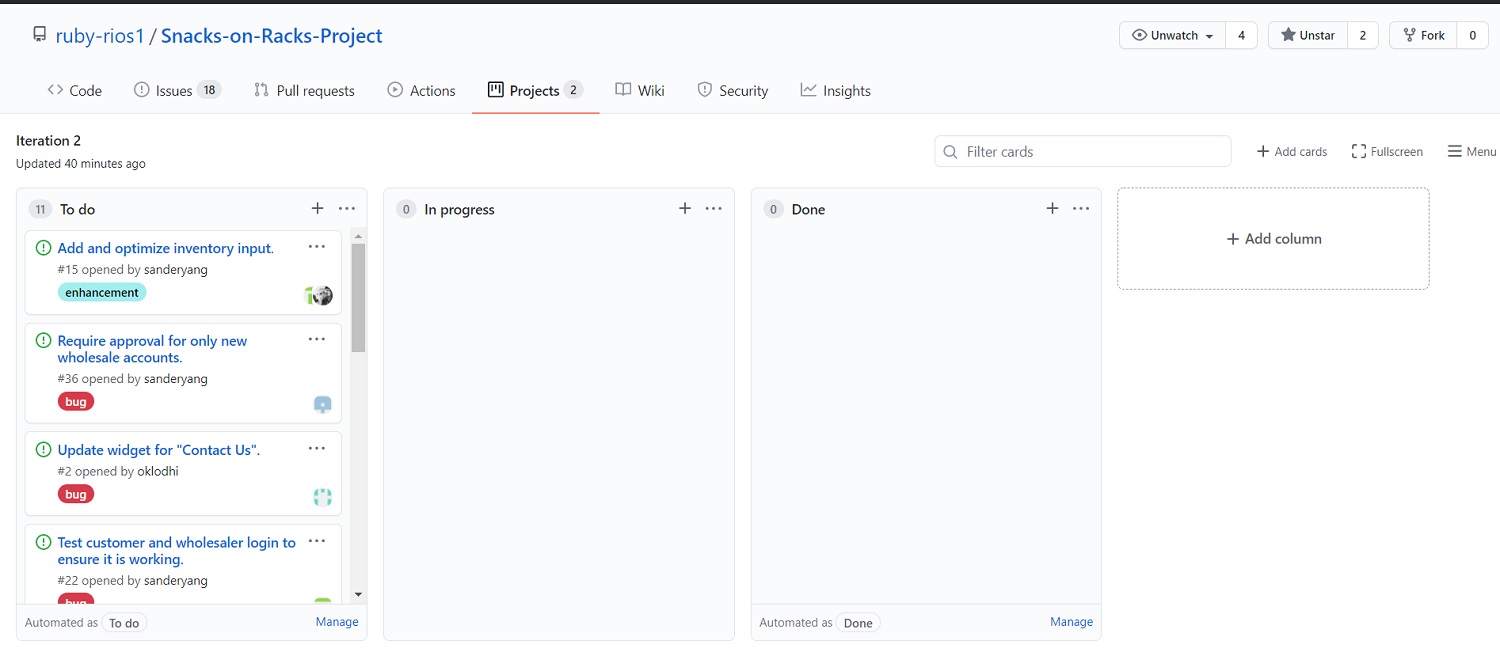 ruby-rios1 / Snacks-on-Racks-Project
Unwatch 4 Unstar 2 Fork 0
Code Issues 18 Pull requests Actions Projects 2 Wiki Security Insights
Iteration 2
Updated 40 minutes ago
Filter cards + Add cards Fullscreen Menu
11 To do + ...
Add and optimize inventory input. ...
#15 opened by sanderyang
enhancement
Require approval for only new ...
wholesale accounts.
#36 opened by sanderyang
bug
Update widget for "Contact Us". ...
#2 opened by oklodhi
bug
Test customer and wholesaler login to ...
ensure it is working.
#22 opened by sanderyang
bug
Automated as To do Manage
0 In progress + ...
0 Done + ...
Automated as Done Manage
+ Add column